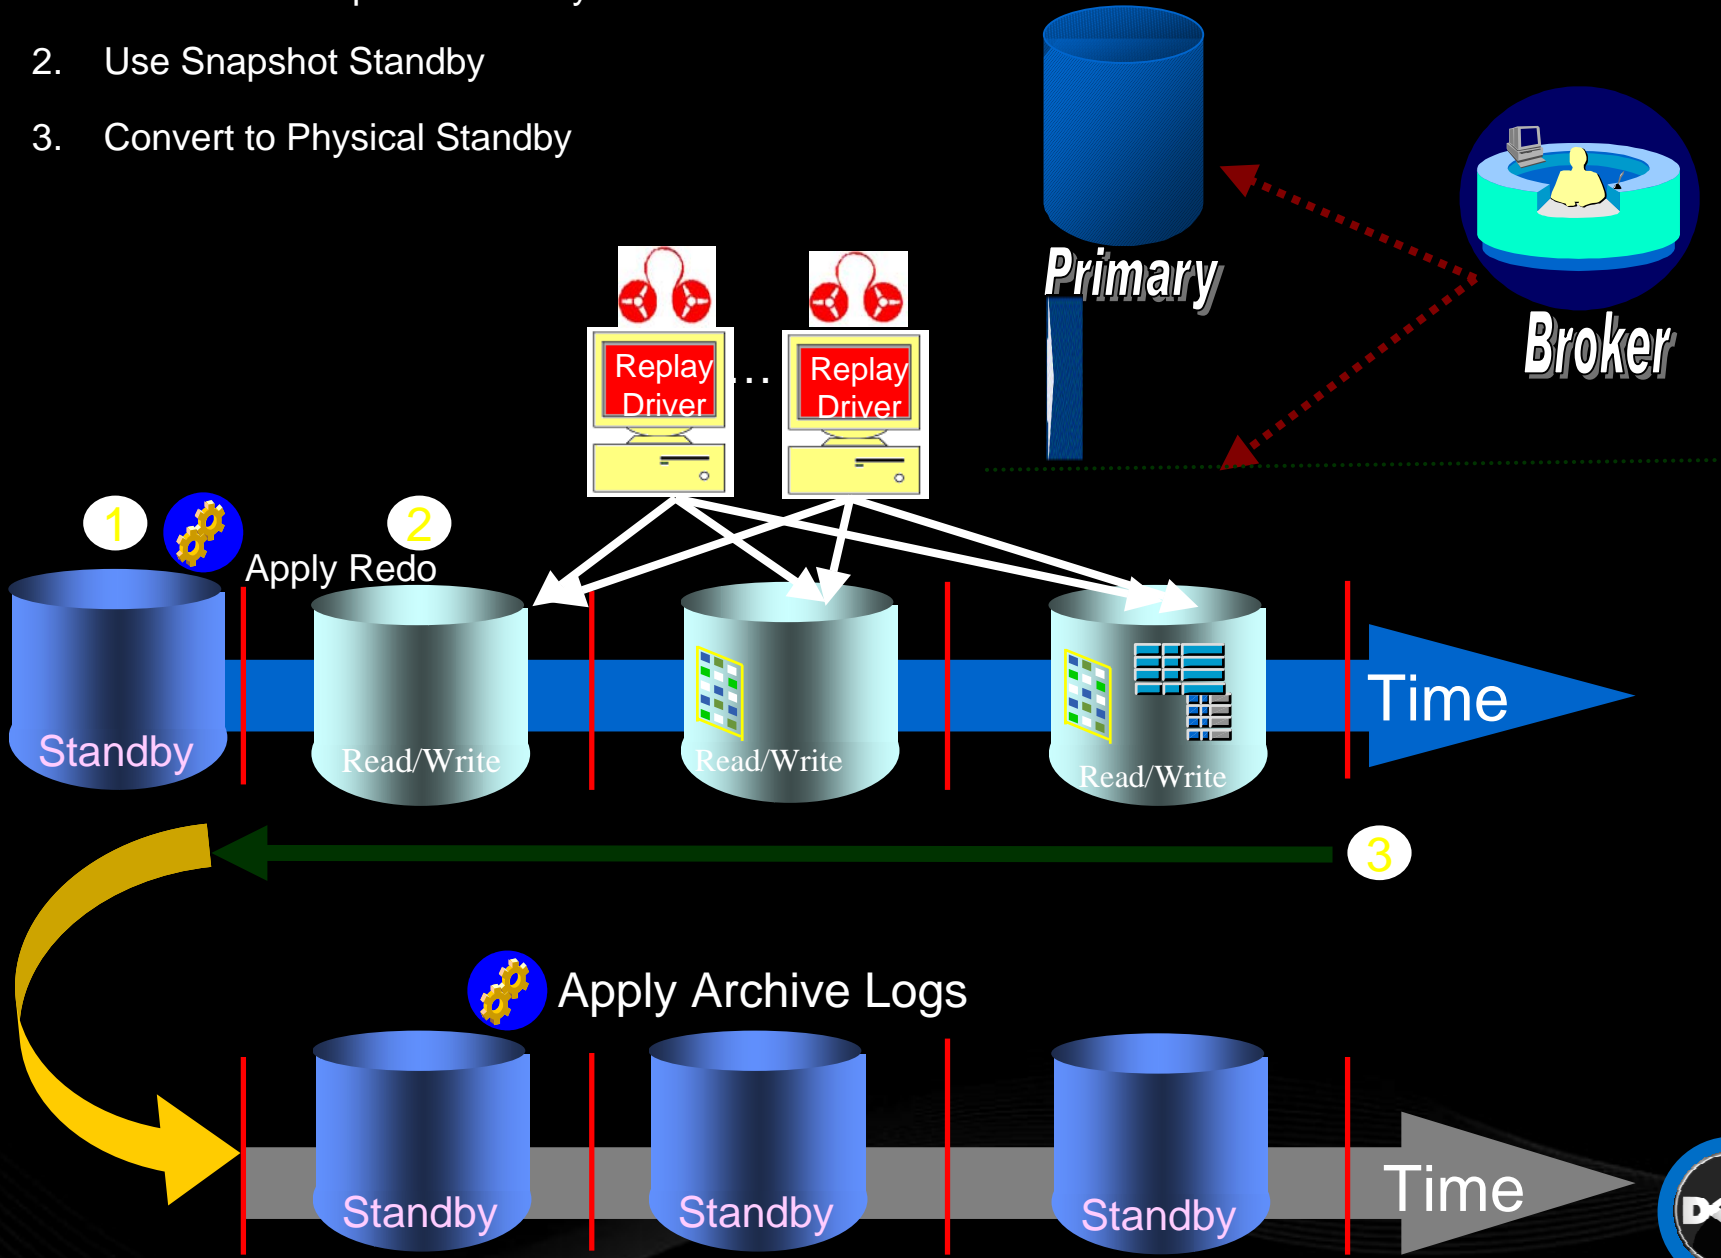 2. Use Snapshot Standby
3. Convert to Physical Standby
Primary
Broker
Replay
Driver
...
Replay
Driver
1
2
Apply Redo
Standby
Read/Write
Read/Write
Read/Write
Time
3
Apply Archive Logs
Standby
Standby
Standby
Time